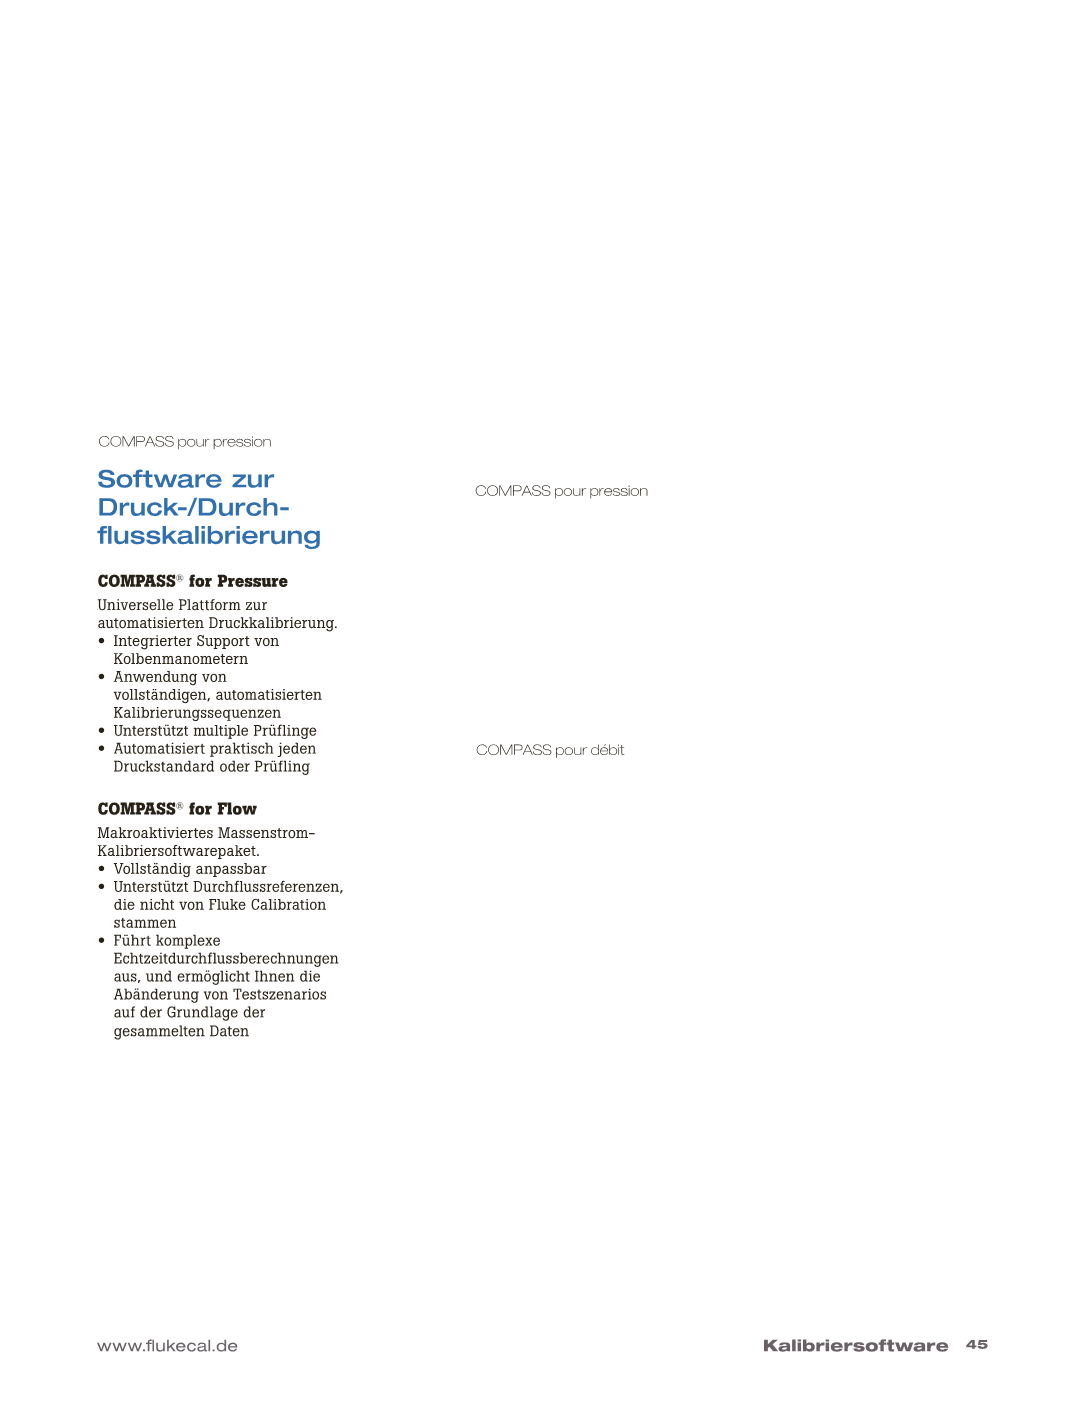 COMPASS pour pression
Software zur
Druck-/Durch-
flusskalibrierung
COMPASS® for Pressure
Universelle Plattform zur
automatisierten Druckkalibrierung.
• Integrierter Support von
Kolbenmanometern
• Anwendung von
vollständigen, automatisierten
Kalibrierungssequenzen
• Unterstützt multiple Prüflinge
• Automatisiert praktisch jeden
Druckstandard oder Prüfling
COMPASS® for Flow
Makroaktiviertes Massenstrom-
Kalibriersoftwarepaket.
• Vollständig anpassbar
• Unterstützt Durchflussreferenzen,
die nicht von Fluke Calibration
stammen
• Führt komplexe
Echtzeitdurchflussberechnungen
aus, und ermöglicht Ihnen die
Abänderung von Testszenarios
auf der Grundlage der
gesammelten Daten
COMPASS pour pression
COMPASS pour débit
www.flukecal.de
Kalibriersoftware 45